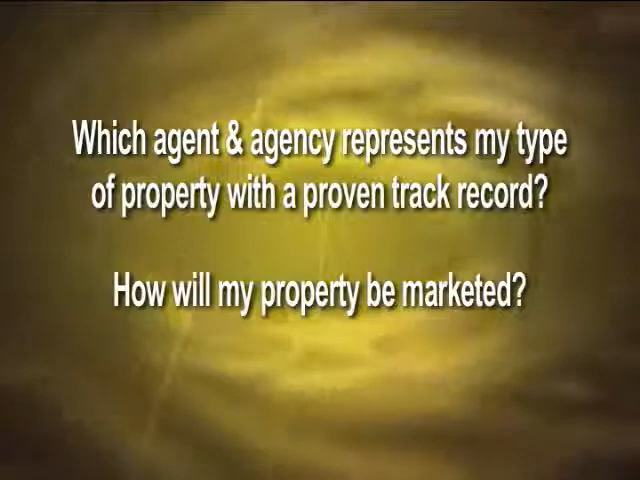 Which agent & agency represents my type
of property with a proven track record?
How will my property be marketed?